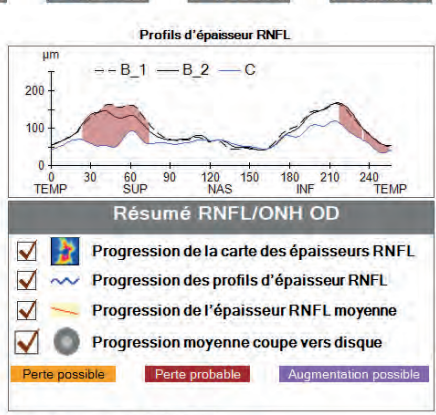 Profils d'épaisseur RNFL
µm
B_1 B_2 C
200
100
0
0 30 60 90 120 150 180 210 240
TEMP SUP NAS INF TEMP
Résumé RNFL/ONH OD
Progression de la carte des épaisseurs RNFL
Progression des profils d'épaisseur RNFL
Progression de l'épaisseur RNFL moyenne
Progression moyenne coupe vers disque
Perte possible Perte probable Augmentation possible